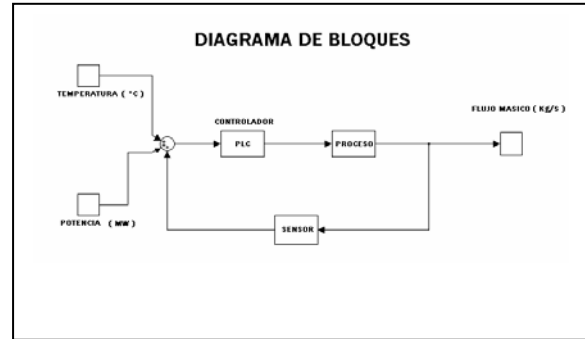 DIAGRAMA DE BLOQUES
TEMPERATURA ( °C )
FLUJO MASICO ( Kg/S )
CONTROLADOR
PLC
PROCESO
POTENCIA ( MW )
SENSOR